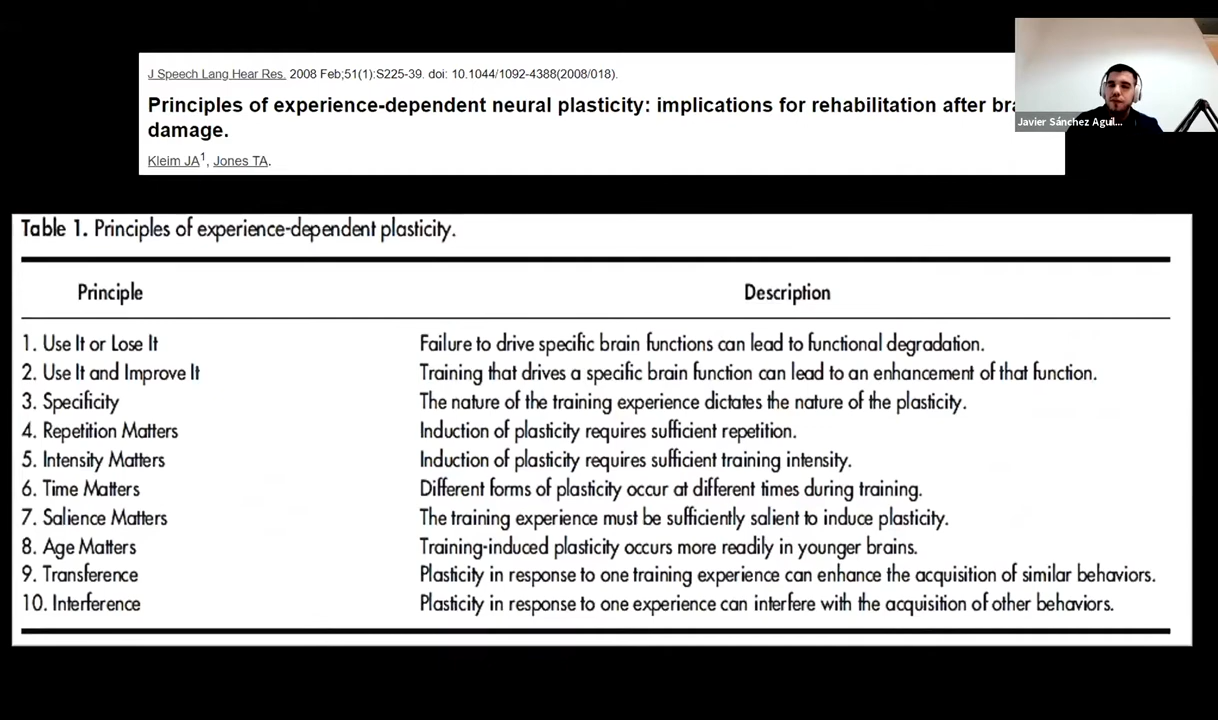 J Speech Lang Hear Res. 2008 Feb;51(1):S225-39. doi: 10.1044/1092-4388(2008/018).
Principles of experience-dependent neural plasticity: implications for rehabilitation after
damage.
Kleim JA1, Jones TA.
Javier Sánchez Aguil...
Table 1. Principles of experience-dependent plasticity.
Principle Description
1. Use It or Lose It Failure to drive specific brain functions can lead to functional degradation.
2. Use It and Improve It Training that drives a specific brain function can lead to an enhancement of that function.
3. Specificity The nature of the training experience dictates the nature of the plasticity.
4. Repetition Matters Induction of plasticity requires sufficient repetition.
5. Intensity Matters Induction of plasticity requires sufficient training intensity.
6. Time Matters Different forms of plasticity occur at different times during training.
7. Salience Matters The training experience must be sufficiently salient to induce plasticity.
8. Age Matters Training-induced plasticity occurs more readily in younger brains.
9. Transference Plasticity in response to one training experience can enhance the acquisition of similar behaviors.
10. Interference Plasticity in response to one experience can interfere with the acquisition of other behaviors.